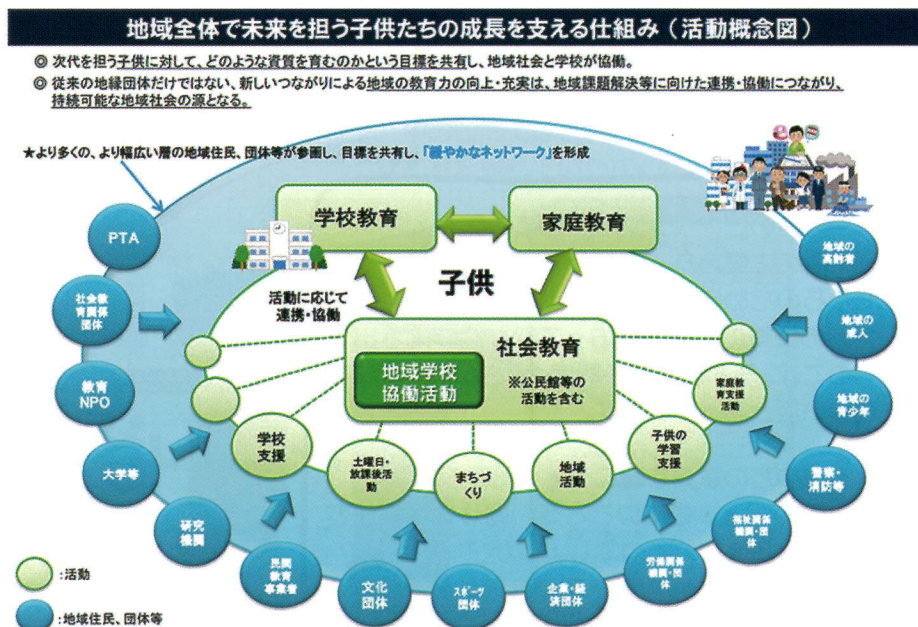 地域全体で未来を担う子供たちの成長を支える仕組み(活動概念図)
◎ 次代を担う子供に対して、どのような資質を育むのかという目標を共有し、地域社会と学校が協働。
◎ 従来の地縁団体だけではない、新しいつながりによる地域の教育力の向上・充実は、地域課題解決等に向けた連携・協働につながり、
持続可能な地域社会の源となる。
★より多くの、より幅広い層の地域住民、団体等が参画し、目標を共有し、「緩やかなネットワーク」を形成
学校教育
家庭教育
子供
活動に応じて
連携・協働
社会教育
※公民館等の
活動を含む
地域学校
協働活動
学校
支援
土曜日・
放課後活
動
まちづ
くり
地域
活動
子供の
学習
支援
家庭教
育支援
活動
PTA
社会教
育関係
団体
教育
NPO
大学等
研究
機関
民間
教育
事業者
文化
団体
スポーツ
団体
企業・経
済団体
労働関係
機関・団
体
福祉関係
機関・団
体
警察・
消防等
地域の
青少年
地域の
成人
地域の
高齢者
:活動
:地域住民、団体等